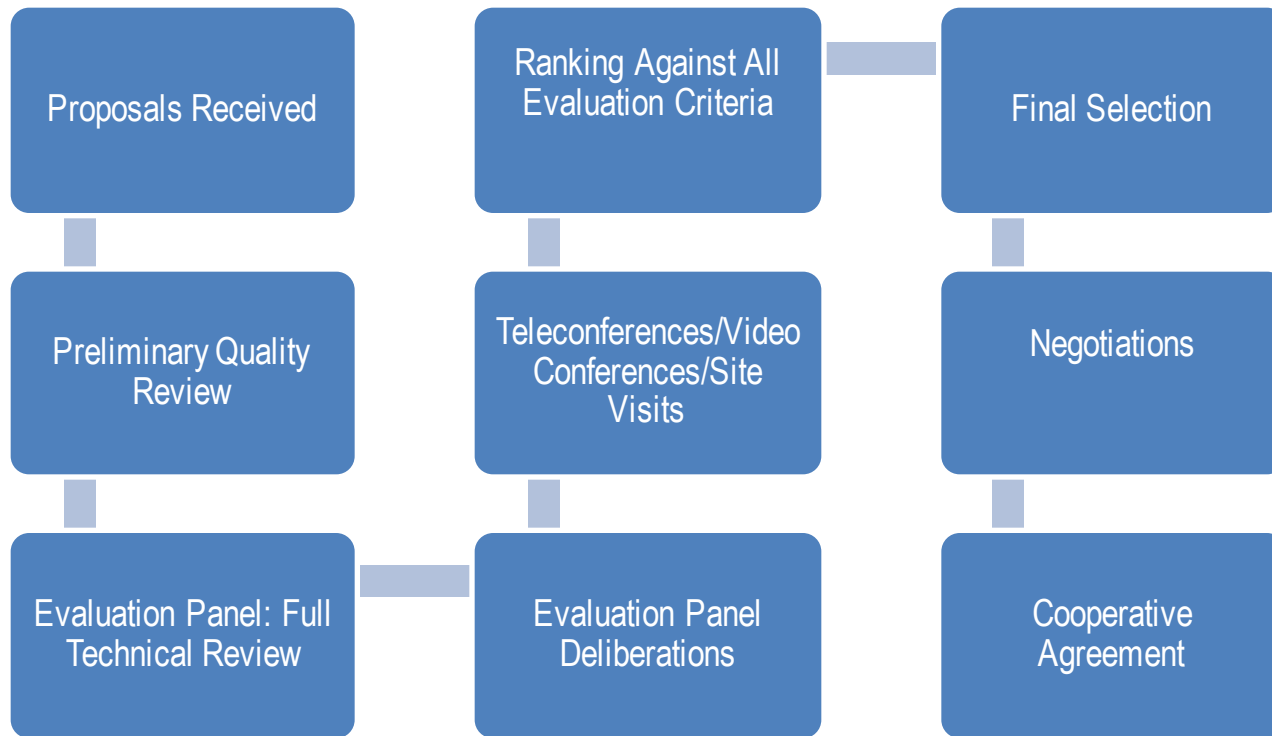 Proposals Received
Preliminary Quality
Review
Evaluation Panel: Full
Technical Review
Evaluation Panel
Deliberations
Teleconferences/Video
Conferences/Site
Visits
Ranking Against All
Evaluation Criteria
Final Selection
Negotiations
Cooperative
Agreement